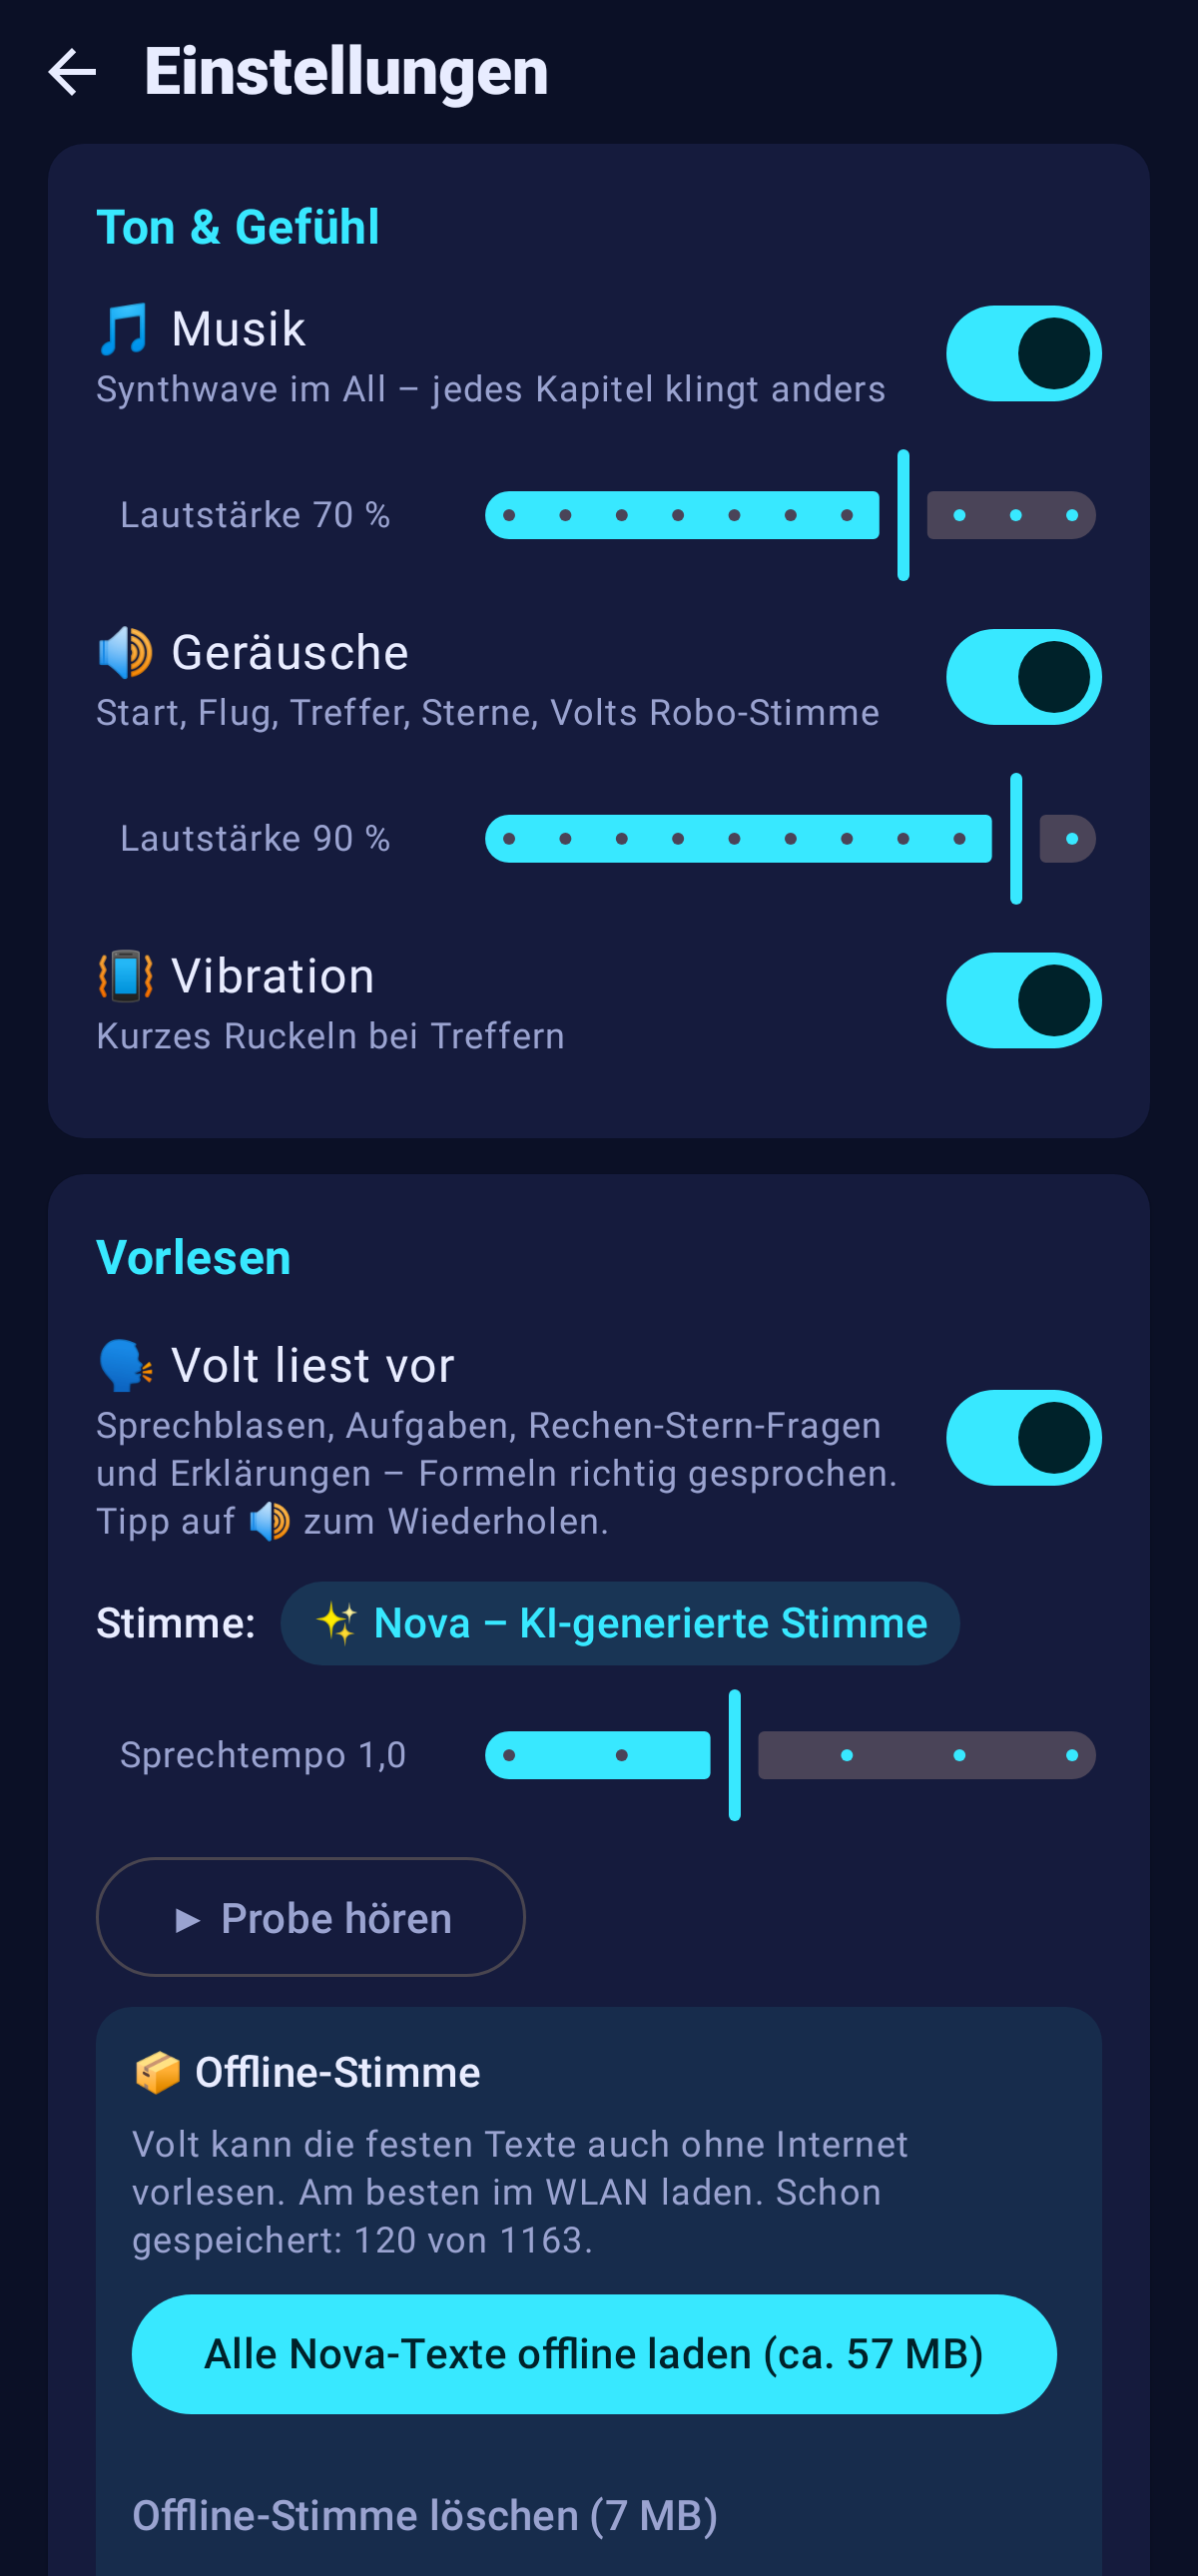 Einstellungen
Ton & Gefühl
🎵 Musik
Synthwave im All – jedes Kapitel klingt anders
Lautstärke 70 %
🔊 Geräusche
Start, Flug, Treffer, Sterne, Volts Robo-Stimme
Lautstärke 90 %
📳 Vibration
Kurzes Ruckeln bei Treffern
Vorlesen
🗣️ Volt liest vor
Sprechblasen, Aufgaben, Rechen-Stern-Fragen
und Erklärungen – Formeln richtig gesprochen.
Tipp auf 🔊 zum Wiederholen.
Stimme: ✨ Nova – KI-generierte Stimme
Sprechtempo 1,0
► Probe hören
📦 Offline-Stimme
Volt kann die festen Texte auch ohne Internet
vorlesen. Am besten im WLAN laden. Schon
gespeichert: 120 von 1163.
Alle Nova-Texte offline laden (ca. 57 MB)
Offline-Stimme löschen (7 MB)